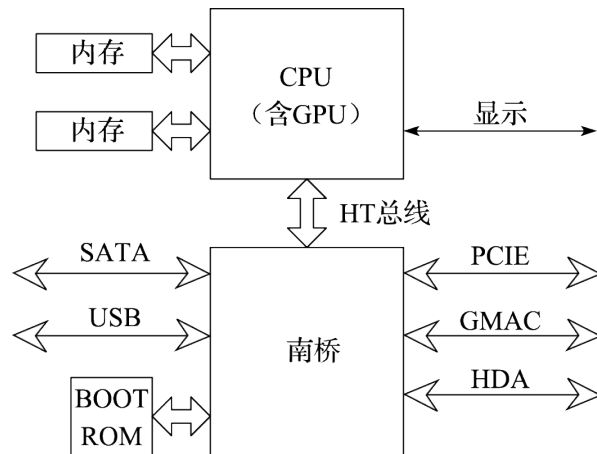 内存
CPU
（含GPU）
内存
显示
HT总线
SATA
PCIE
USB
GMAC
南桥
HDA
BOOT
ROM